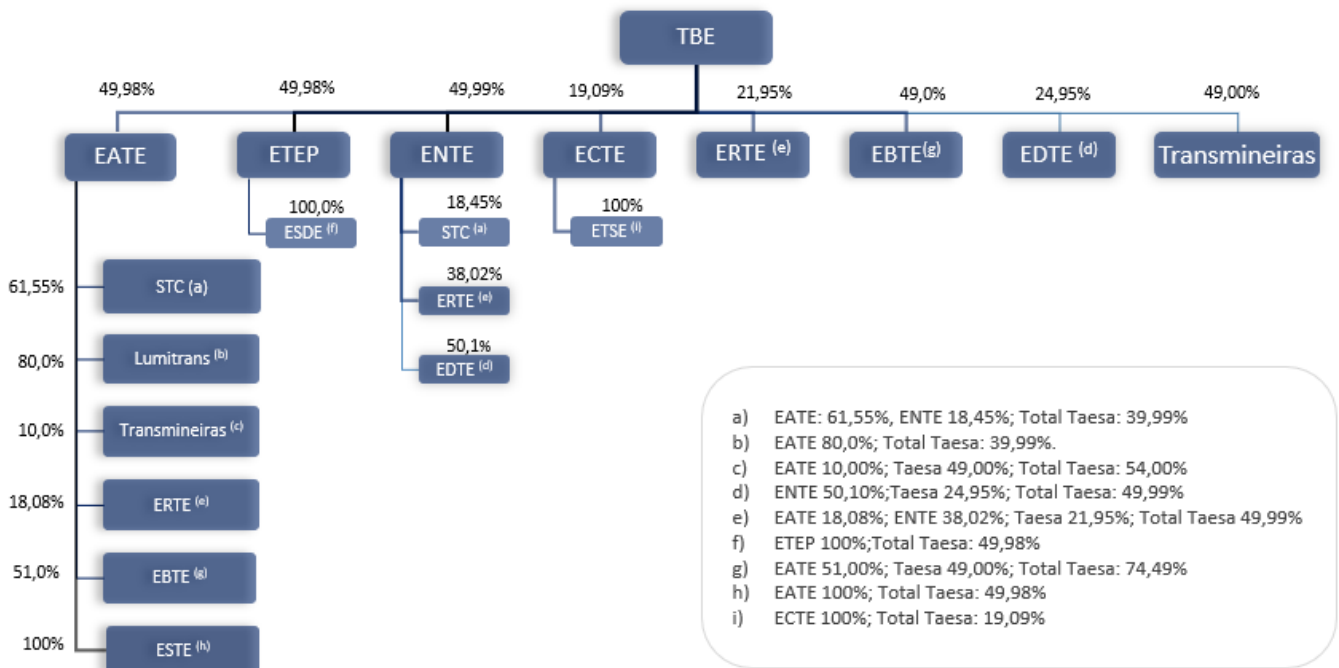 TBE
49,98%
49,98%
49,99%
19,09%
21,95%
49,0%
24,95%
49,00%
EATE
ETEP
ENTE
ECTE
ERTE (e)
EBTE(g)
EDTE (d)
Transmineiras
100,0%
ESDE (f)
18,45%
STC (a)
100%
ETSE (i)
38,02%
ERTE (e)
50,1%
EDTE (d)
61,55%
STC (a)
80,0%
Lumitrans (b)
10,0%
Transmineiras (c)
18,08%
ERTE (e)
51,0%
EBTE (g)
100%
ESTE (h)
a) EATE: 61,55%, ENTE 18,45%; Total Taesa: 39,99%
b) EATE 80,0%; Total Taesa: 39,99%.
c) EATE 10,00%; Taesa 49,00%; Total Taesa: 54,00%
d) ENTE 50,10%;Taesa 24,95%; Total Taesa: 49,99%
e) EATE 18,08%; ENTE 38,02%; Taesa 21,95%; Total Taesa 49,99%
f) ETEP 100%;Total Taesa: 49,98%
g) EATE 51,00%; Taesa 49,00%; Total Taesa: 74,49%
h) EATE 100%; Total Taesa: 49,98%
i) ECTE 100%; Total Taesa: 19,09%